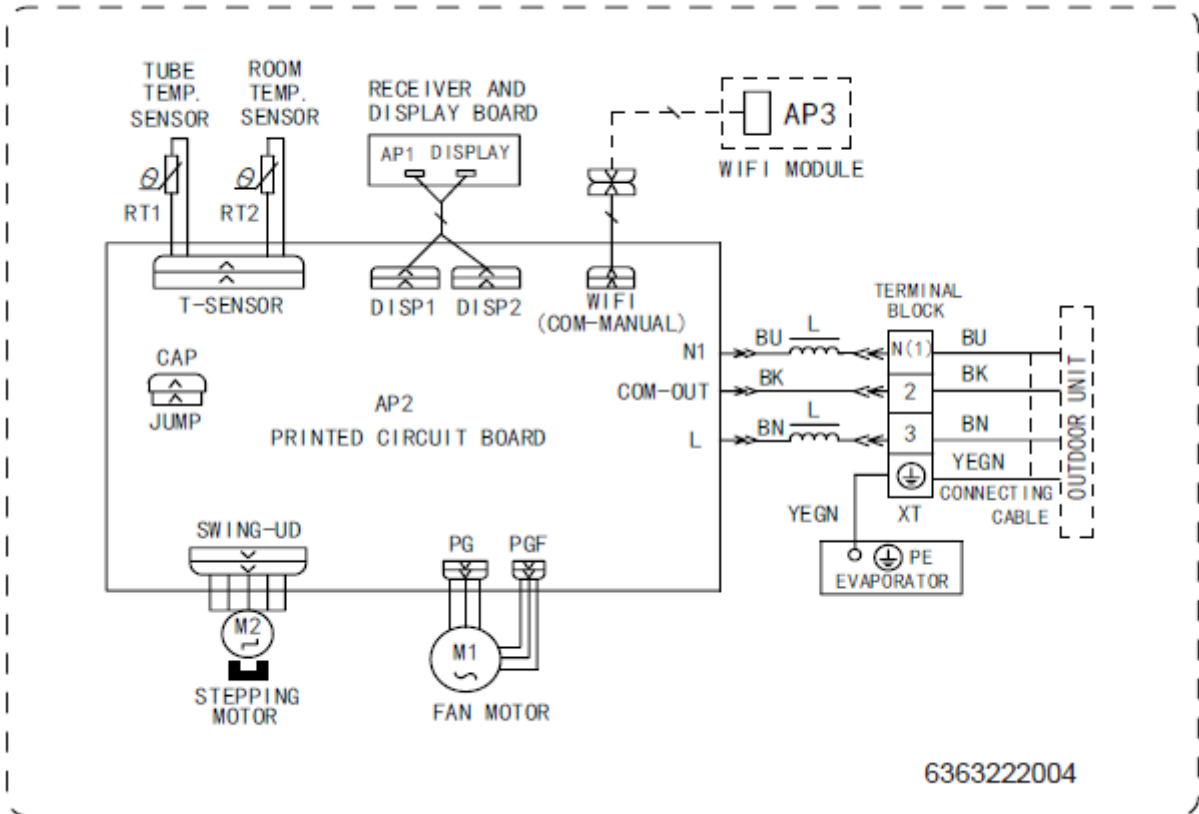 TUBE
TEMP.
SENSOR
ROOM
TEMP.
SENSOR
RECEIVER AND
DISPLAY BOARD
AP1 DISPLAY
AP3
WIFI MODULE
θ
RT1
θ
RT2
T-SENSOR
DISP1
DISP2
WIFI
(COM-MANUAL)
CAP
JUMP
AP2
PRINTED CIRCUIT BOARD
N1
COM-OUT
L
BU
L
BK
BN
L
TERMINAL
BLOCK
N(1)
2
3
XT
BU
BK
BN
YEGN
CONNECTING
CABLE
OUTDOOR UNIT
YEGN
PE
EVAPORATOR
SWING-UD
M2
STEPPING
MOTOR
PG
PGF
M1
FAN MOTOR
6363222004